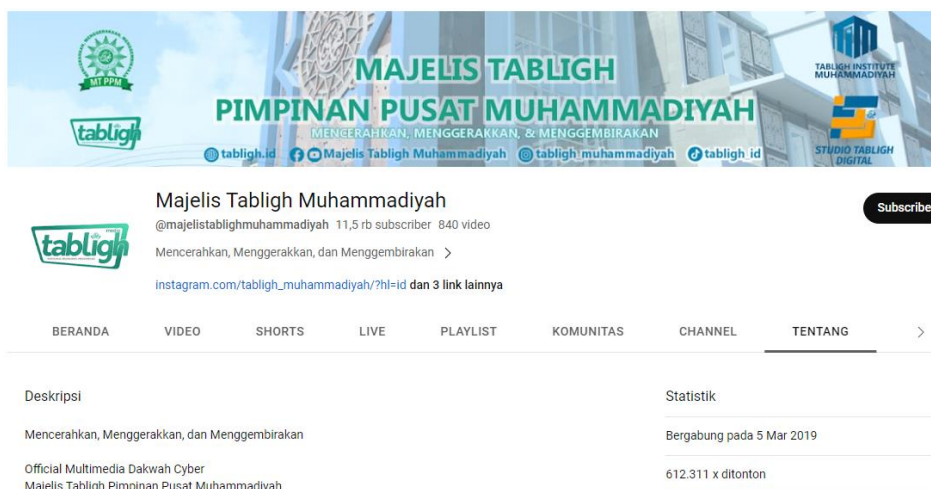 MT PPM
tabligh
MAJELIS TABLIGH
PIMPINAN PUSAT MUHAMMADIYAH
MENCERAHKAN, MENGGERAKKAN, & MENGGEMBIRAKAN
tabligh.id Majelis Tabligh Muhammadiyah tabligh_muhammadiyah tabligh_id
TABLIGH INSTITUTE
MUHAMMADIYAH
STUDIO TABLIGH
DIGITAL
tabligh
Majelis Tabligh Muhammadiyah
@majelistablighmuhammadiyah 11,5 rb subscriber 840 video
Mencerahkan, Menggerakkan, dan Menggembirakan >
instagram.com/tabligh_muhammadiyah/?hl=id dan 3 link lainnya
Subscribe
BERANDA VIDEO SHORTS LIVE PLAYLIST KOMUNITAS CHANNEL TENTANG >
Deskripsi
Mencerahkan, Menggerakkan, dan Menggembirakan
Official Multimedia Dakwah Cyber
Majelis Tabligh Pimpinan Pusat Muhammadiyah
Statistik
Bergabung pada 5 Mar 2019
612.311 x ditonton